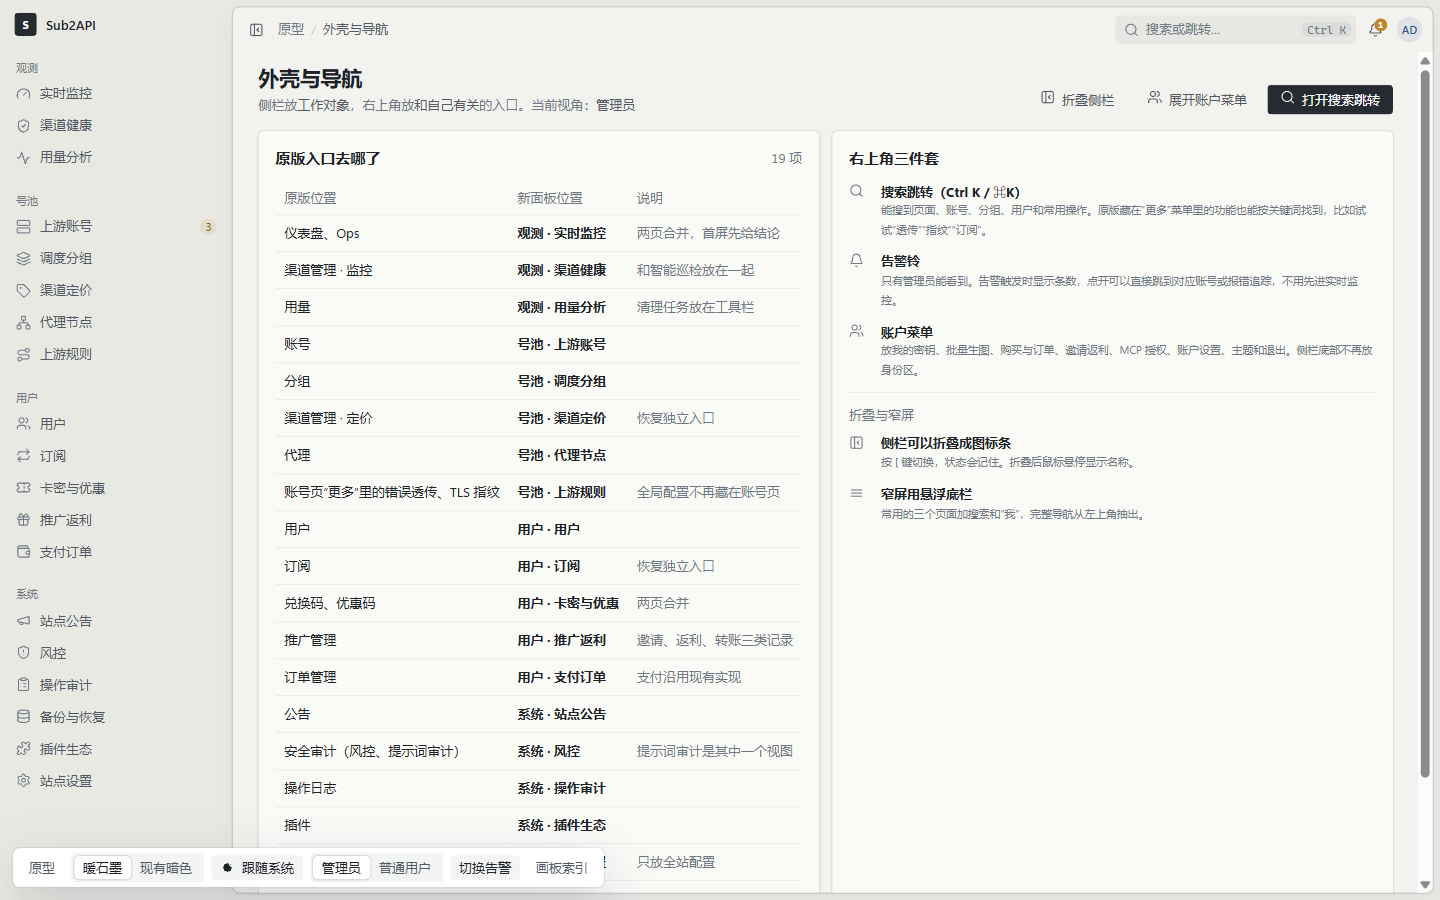 S Sub2API
观测
实时监控
渠道健康
用量分析
号池
上游账号 3
调度分组
渠道定价
代理节点
上游规则
用户
用户
订阅
卡密与优惠
推广返利
支付订单
系统
站点公告
风控
操作审计
备份与恢复
插件生态
站点设置
原型 / 外壳与导航
搜索或跳转... Ctrl K
1
AD
外壳与导航
侧栏放工作对象，右上角放和自己有关的入口。当前视角：管理员
折叠侧栏 展开账户菜单 打开搜索跳转
原版入口去哪了 19 项
原版位置 新面板位置 说明
仪表盘、Ops 观测 · 实时监控 两页合并，首屏先给结论
渠道管理 · 监控 观测 · 渠道健康 和智能巡检放在一起
用量 观测 · 用量分析 清理任务放在工具栏
账号 号池 · 上游账号
分组 号池 · 调度分组
渠道管理 · 定价 号池 · 渠道定价 恢复独立入口
代理 号池 · 代理节点
账号页“更多”里的错误透传、TLS 指纹 号池 · 上游规则 全局配置不再藏在账号页
用户 用户 · 用户
订阅 用户 · 订阅 恢复独立入口
兑换码、优惠码 用户 · 卡密与优惠 两页合并
推广管理 用户 · 推广返利 邀请、返利、转账三类记录
订单管理 用户 · 支付订单 支付沿用现有实现
公告 系统 · 站点公告
安全审计（风控、提示词审计） 系统 · 风控 提示词审计是其中一个视图
操作日志 系统 · 操作审计
插件 系统 · 插件生态
只放全站配置
右上角三件套
搜索跳转（Ctrl K / ⌘K）
能搜到页面、账号、分组、用户和常用操作。原版藏在“更多”菜单里的功能也能按关键词找到，比如试
试“透传”“指纹”“订阅”。
告警铃
只有管理员能看到。告警触发时显示条数，点开可以直接跳到对应账号或报错追踪，不用先进实时监
控。
账户菜单
放我的密钥、批量生图、购买与订单、邀请返利、MCP 授权、账户设置、主题和退出。侧栏底部不再放
身份区。
折叠与窄屏
侧栏可以折叠成图标条
按 [ 键切换，状态会记住。折叠后鼠标悬停显示名称。
窄屏用悬浮底栏
常用的三个页面加搜索和“我”，完整导航从左上角抽出。
原型 暖石墨 现有暗色 跟随系统 管理员 普通用户 切换告警 画板索引